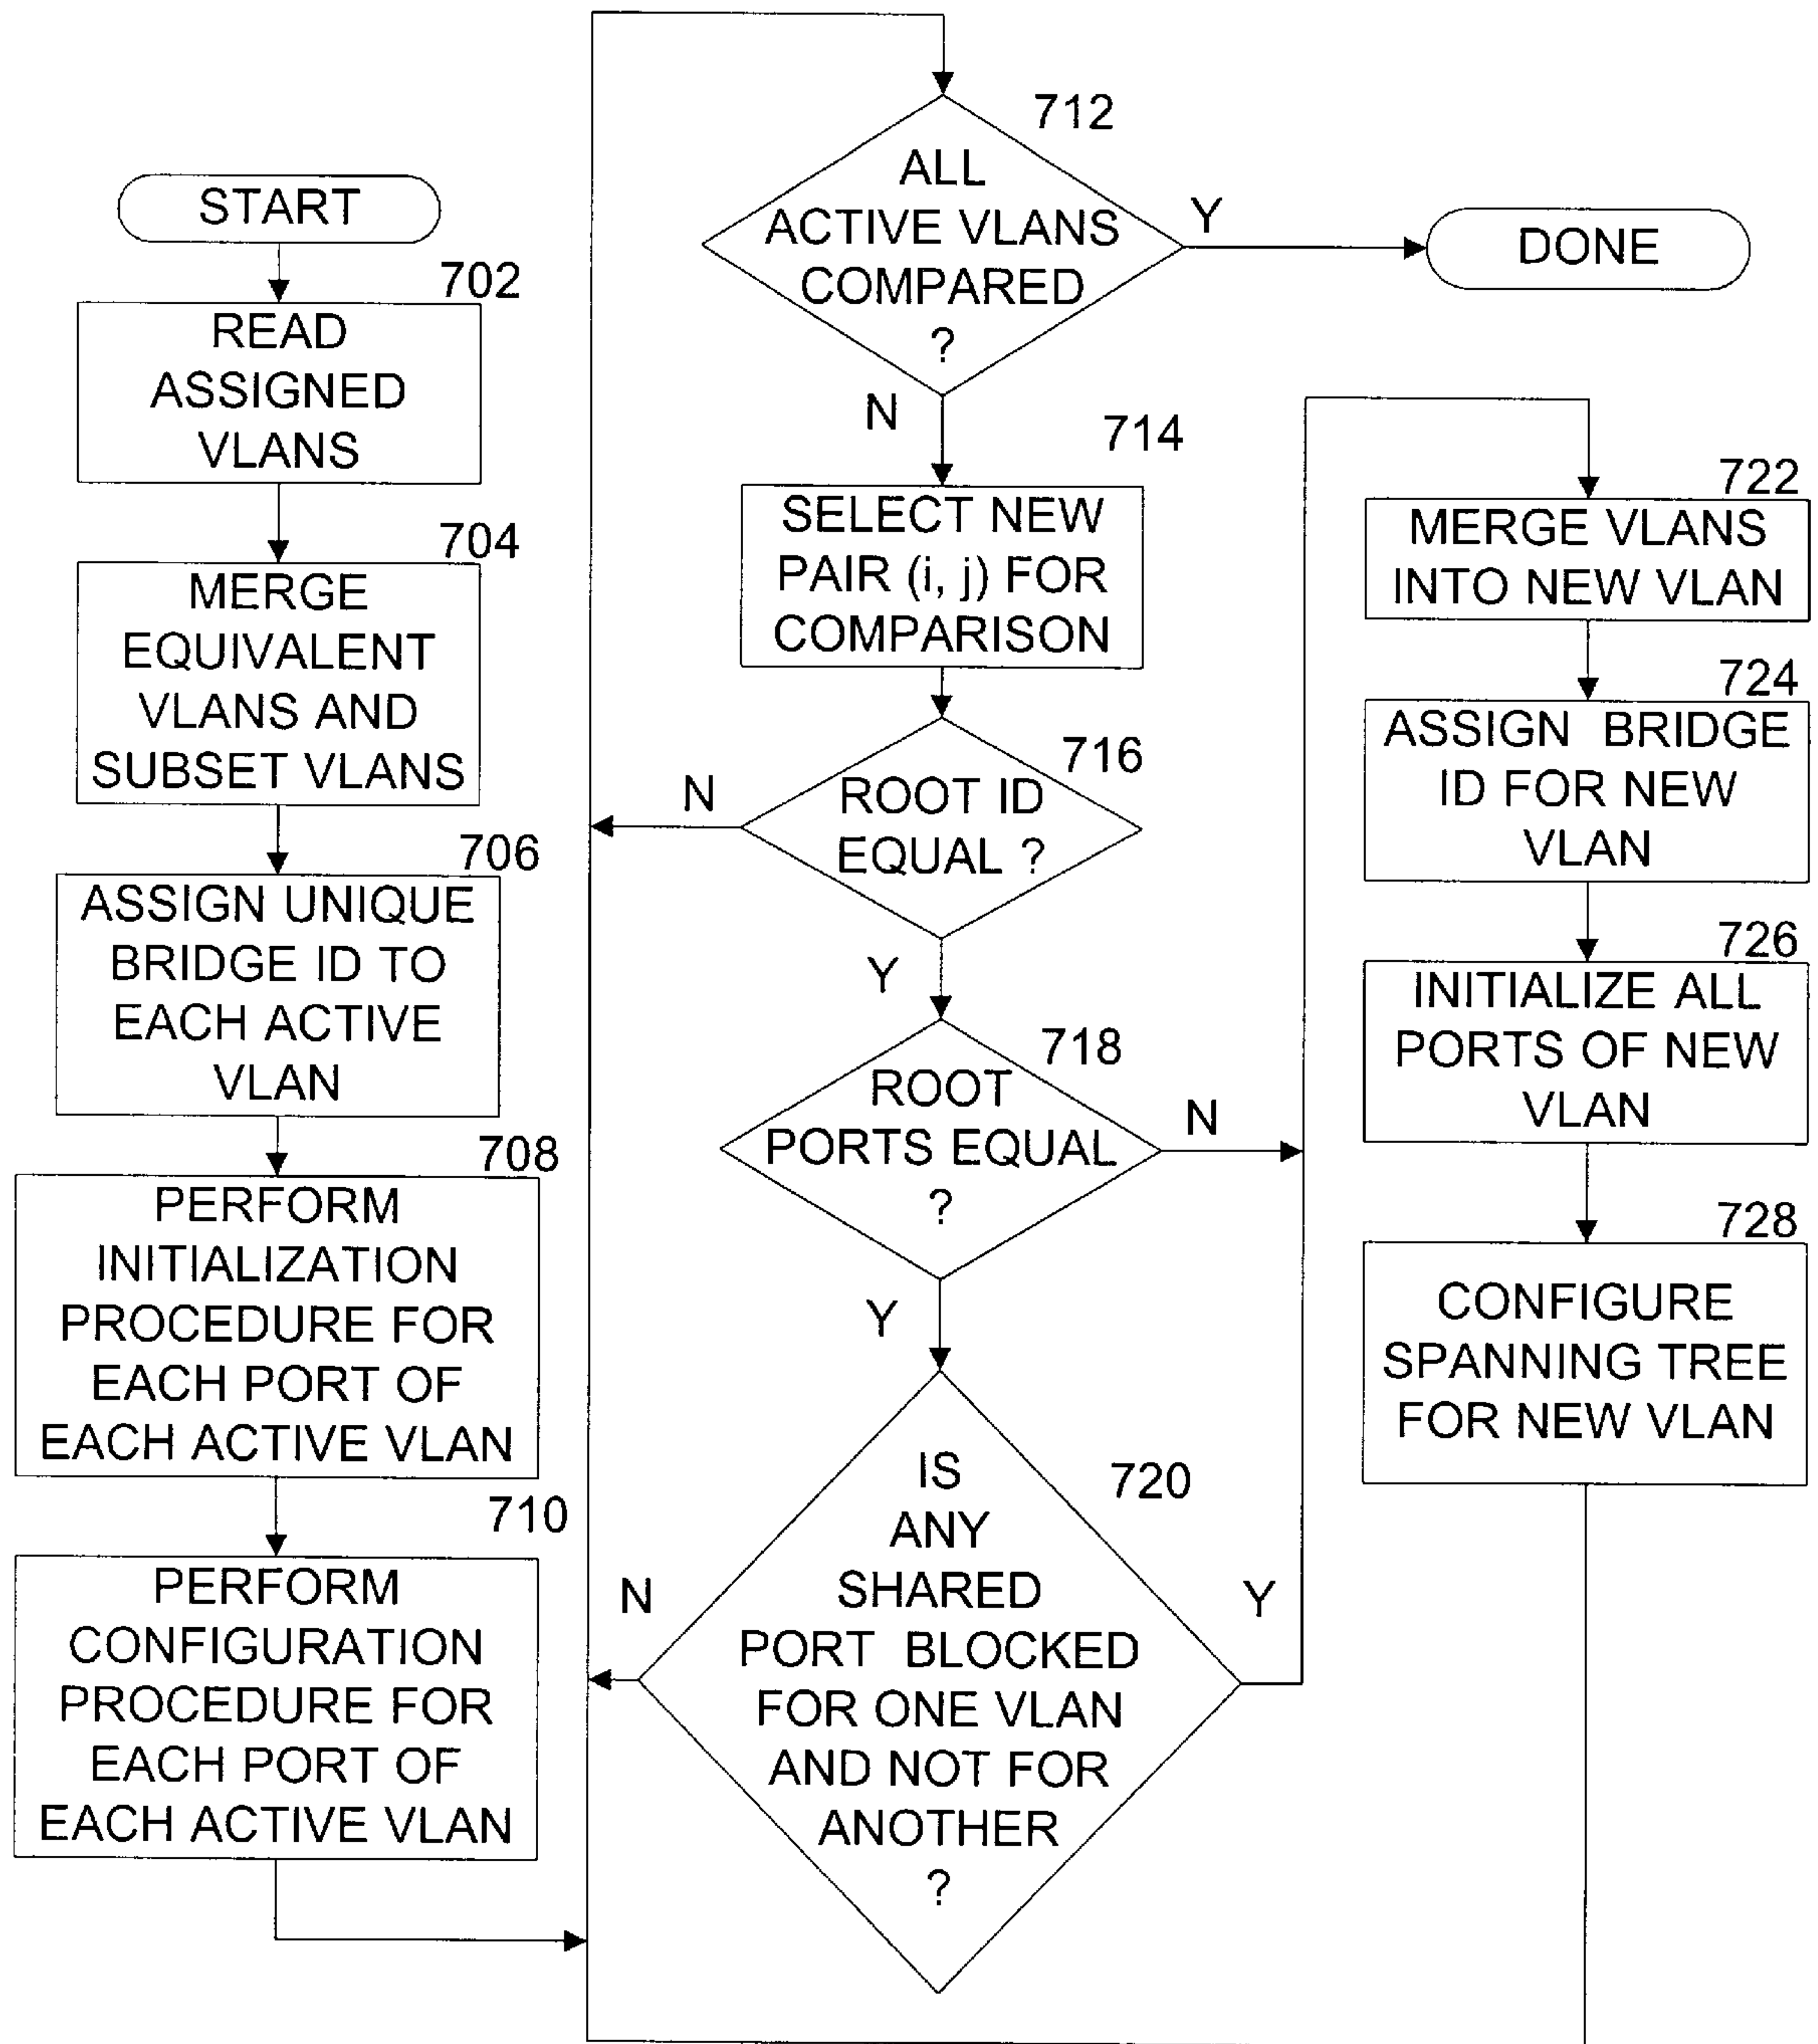 START
702
READ
ASSIGNED
VLANS
704
MERGE
EQUIVALENT
VLANS AND
SUBSET VLANS
706
ASSIGN UNIQUE
BRIDGE ID TO
EACH ACTIVE
VLAN
708
PERFORM
INITIALIZATION
PROCEDURE FOR
EACH PORT OF
EACH ACTIVE VLAN
710
PERFORM
CONFIGURATION
PROCEDURE FOR
EACH PORT OF
EACH ACTIVE VLAN
712
ALL
ACTIVE VLANS
COMPARED
?
Y
DONE
N
714
SELECT NEW
PAIR (i, j) FOR
COMPARISON
716
ROOT ID
EQUAL ?
N
Y
718
ROOT
PORTS EQUAL
?
N
Y
720
IS
ANY
SHARED
PORT BLOCKED
FOR ONE VLAN
AND NOT FOR
ANOTHER
?
N
Y
722
MERGE VLANS
INTO NEW VLAN
724
ASSIGN BRIDGE
ID FOR NEW
VLAN
726
INITIALIZE ALL
PORTS OF NEW
VLAN
728
CONFIGURE
SPANNING TREE
FOR NEW VLAN